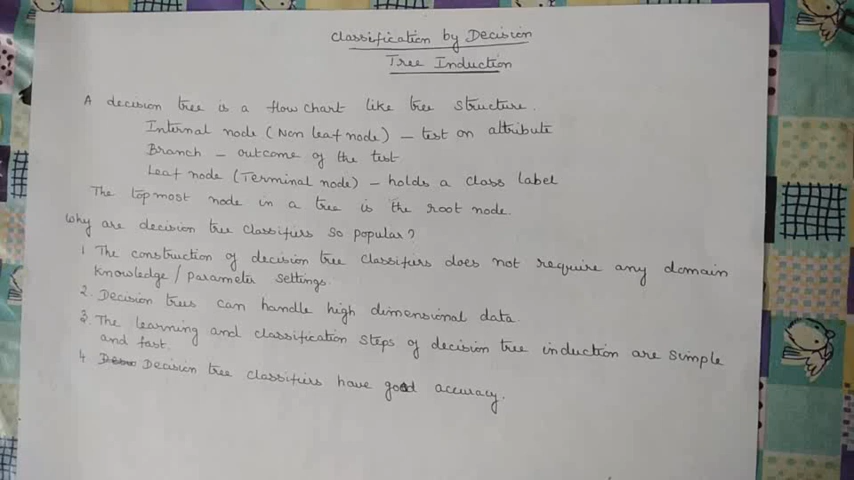 Classification by Decision
Tree Induction
A decision tree is a flow chart like tree structure.
Internal node (Non leaf node) – test on attribute
Branch – outcome of the test
Leaf node (Terminal node) – holds a class label
The topmost node in a tree is the root node.
Why are decision tree classifiers so popular?
1 The construction of decision tree classifiers does not require any domain
knowledge / parameter settings.
2. Decision trees can handle high dimensional data.
3. The learning and classification steps of decision tree induction are simple
and fast.
4 Decision tree classifiers have good accuracy.